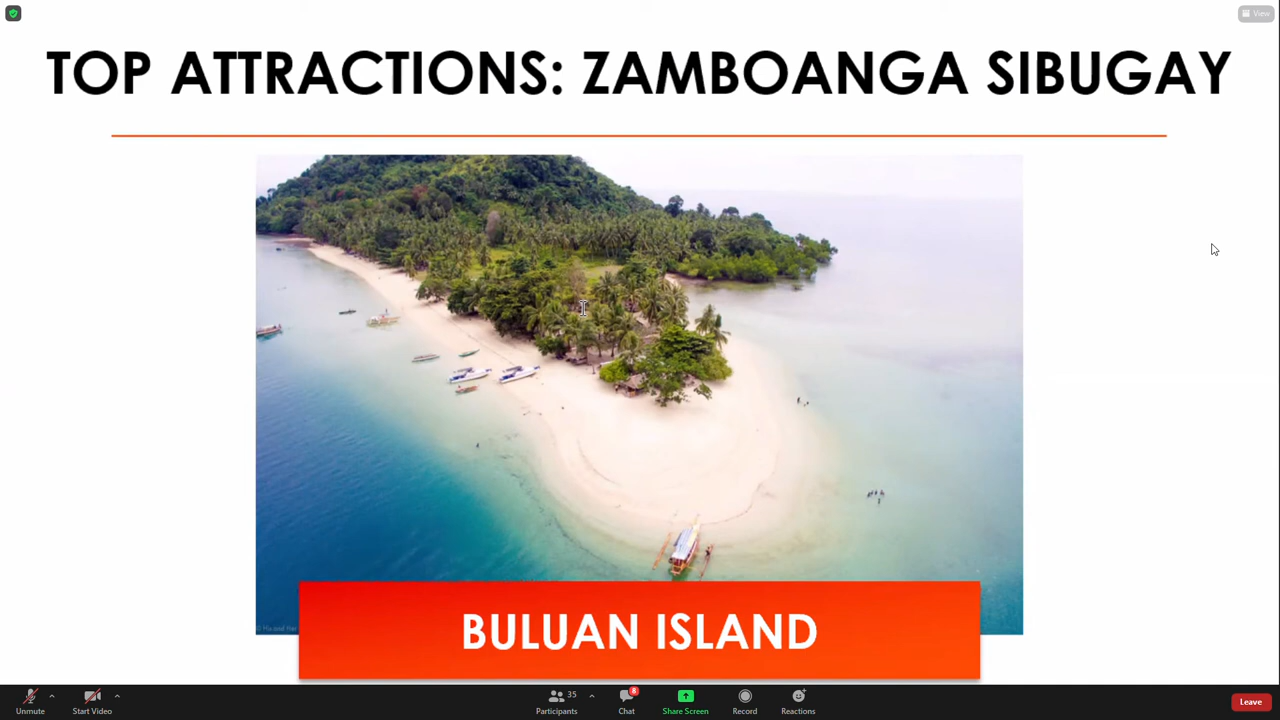 View
TOP ATTRACTIONS: ZAMBOANGA SIBUGAY
BULUAN ISLAND
35
8
Unmute
Start Video
Participants
Chat
Share Screen
Record
Reactions
Leave